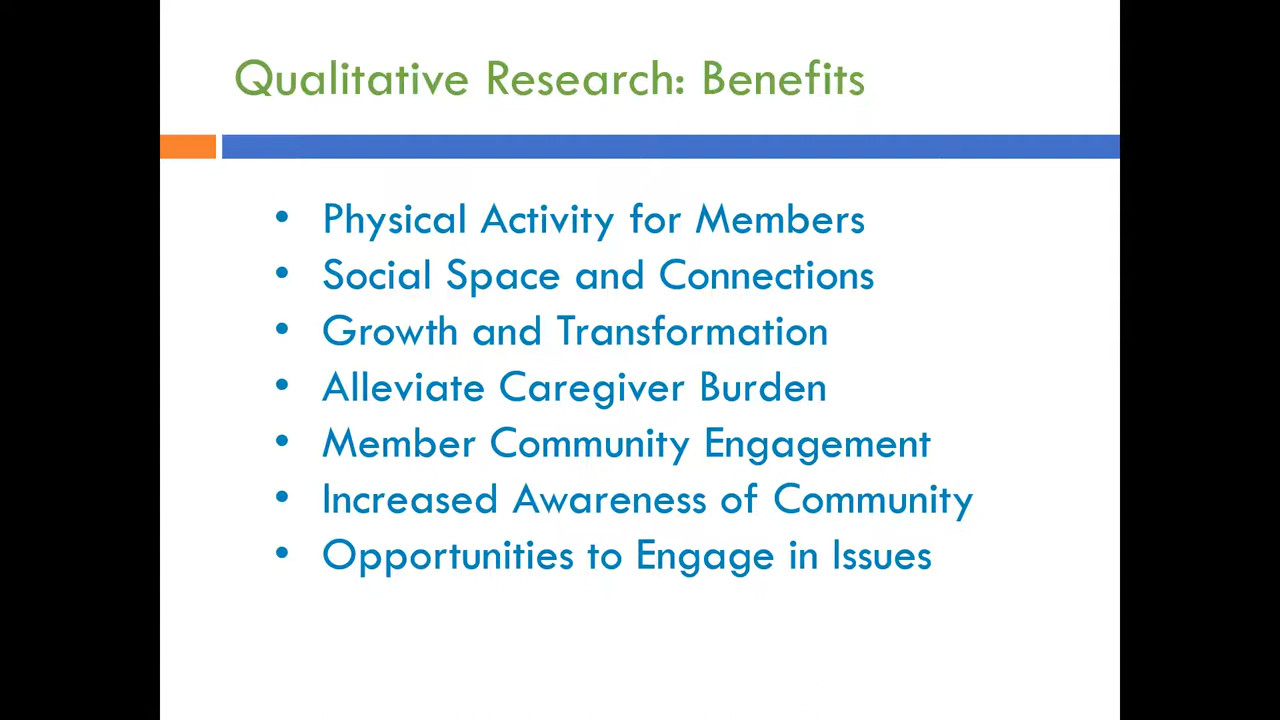 Qualitative Research: Benefits
• Physical Activity for Members
• Social Space and Connections
• Growth and Transformation
• Alleviate Caregiver Burden
• Member Community Engagement
• Increased Awareness of Community
• Opportunities to Engage in Issues